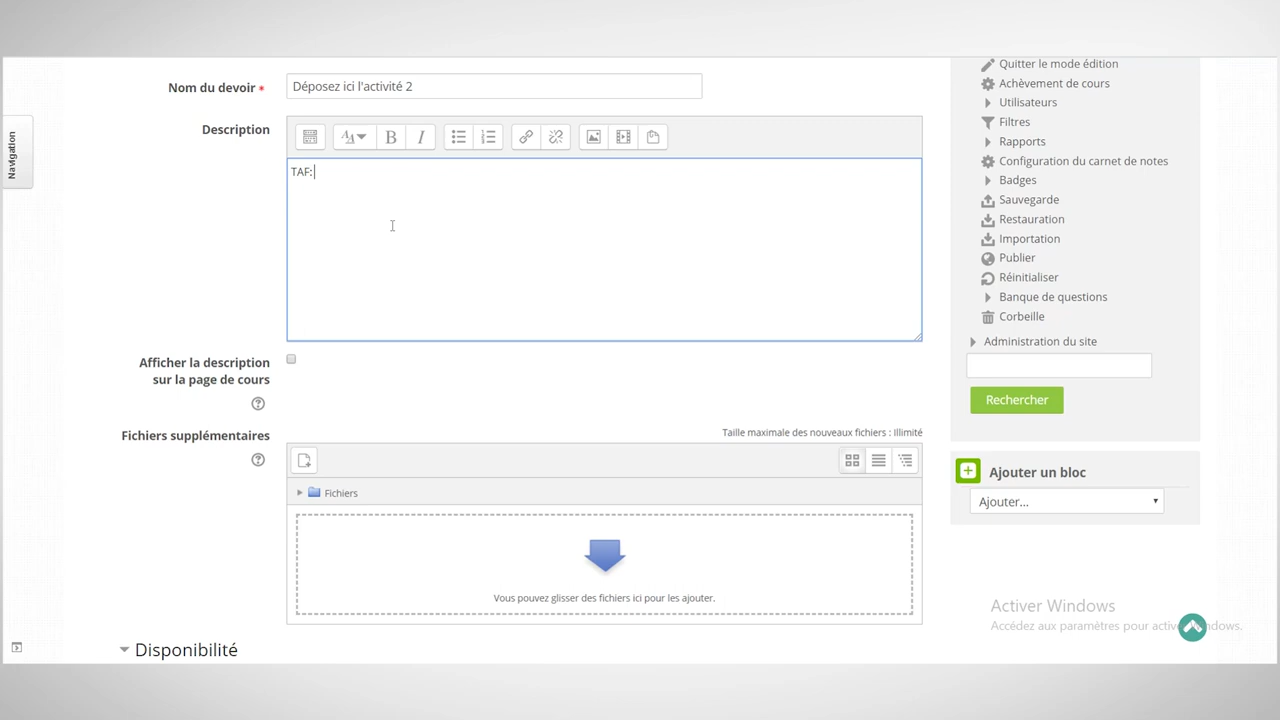 Navigation
Nom du devoir *
Déposez ici l'activité 2
Description
AA
B
I
TAF:
Afficher la description
sur la page de cours
?
Fichiers supplémentaires
?
Taille maximale des nouveaux fichiers : Illimité
Fichiers
Vous pouvez glisser des fichiers ici pour les ajouter.
Disponibilité
Quitter le mode édition
Achèvement de cours
Utilisateurs
Filtres
Rapports
Configuration du carnet de notes
Badges
Sauvegarde
Restauration
Importation
Publier
Réinitialiser
Banque de questions
Corbeille
Administration du site
Rechercher
Ajouter un bloc
Ajouter...
Activer Windows
Accédez aux paramètres pour activer Windows.